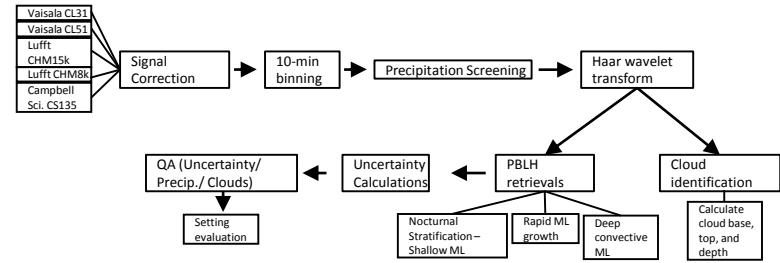 Vaisala CL31
Vaisala CL51
Lufft
CHM15k
Lufft CHM8k
Campbell
Sci. CS135
Signal
Correction
10-min
binning
Precipitation Screening
Haar wavelet
transform
QA (Uncertainty/
Precip./ Clouds)
Uncertainty
Calculations
PBLH
retrievals
Cloud
identification
Setting
evaluation
Nocturnal
Stratification –
Shallow ML
Rapid ML
growth
Deep
convective
ML
Calculate
cloud base,
top, and
depth